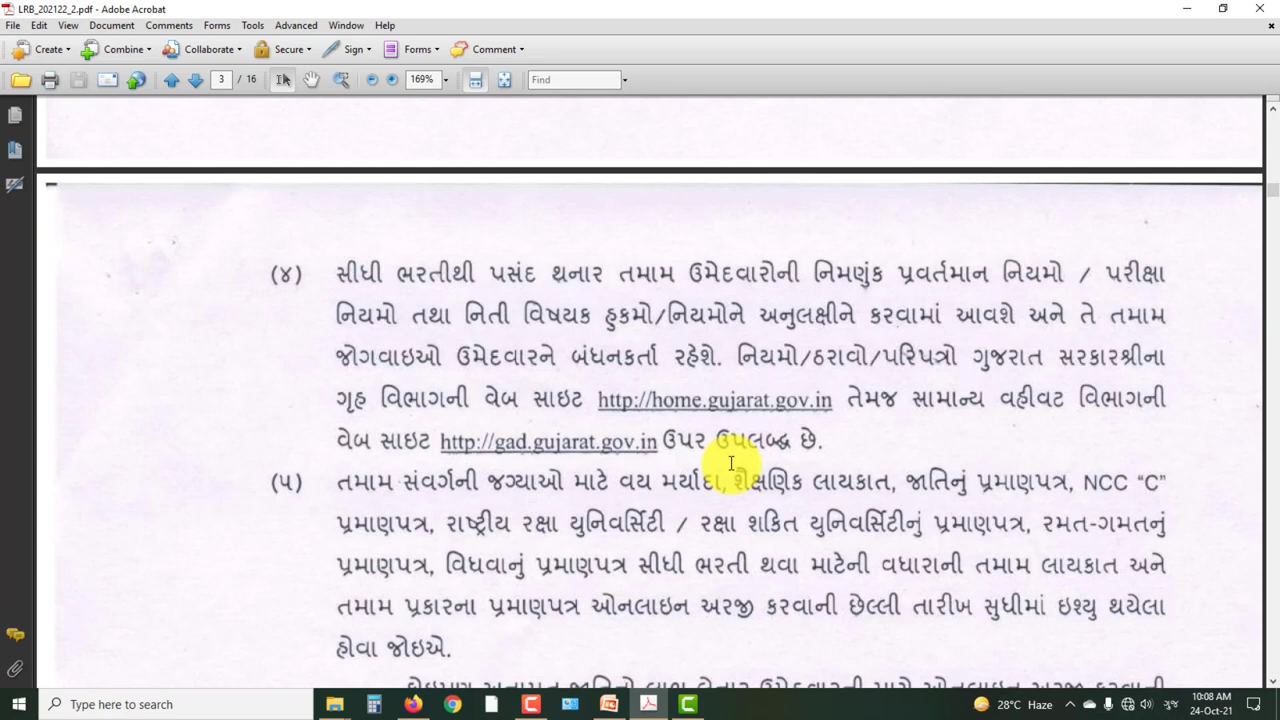 LRB_202122_2.pdf - Adobe Acrobat
File Edit View Document Comments Forms Tools Advanced Window Help
Create Combine Collaborate Secure Sign Forms Comment
3 / 16 169% Find
(૪) સીધી ભરતીથી પસંદ થનાર તમામ ઉમેદવારોની નિમણુંક પ્રવર્તમાન નિયમો / પરીક્ષા
નિયમો તથા નિતી વિષયક હુકમો/નિયમોને અનુલક્ષીને કરવામાં આવશે અને તે તમામ
જોગવાઇઓ ઉમેદવારને બંધનકર્તા રહેશે. નિયમો/ઠરાવો/પરિપત્રો ગુજરાત સરકારશ્રીના
ગૃહ વિભાગની વેબ સાઇટ http://home.gujarat.gov.in તેમજ સામાન્ય વહીવટ વિભાગની
વેબ સાઇટ http://gad.gujarat.gov.in ઉપર ઉપલબ્ધ છે.
(૫) તમામ સંવર્ગની જગ્યાઓ માટે વય મર્યાદા, શૈક્ષણિક લાયકાત, જાતિનું પ્રમાણપત્ર, NCC “C”
પ્રમાણપત્ર, રાષ્ટ્રીય રક્ષા યુનિવર્સિટી / રક્ષા શકિત યુનિવર્સિટીનું પ્રમાણપત્ર, રમત-ગમતનું
પ્રમાણપત્ર, વિધવાનું પ્રમાણપત્ર સીધી ભરતી થવા માટેની વધારાની તમામ લાયકાત અને
તમામ પ્રકારના પ્રમાણપત્ર ઓનલાઇન અરજી કરવાની છેલ્લી તારીખ સુધીમાં ઇશ્યુ થયેલા
હોવા જોઇએ.
Type here to search 28°C Haze 10:08 AM
24-Oct-21